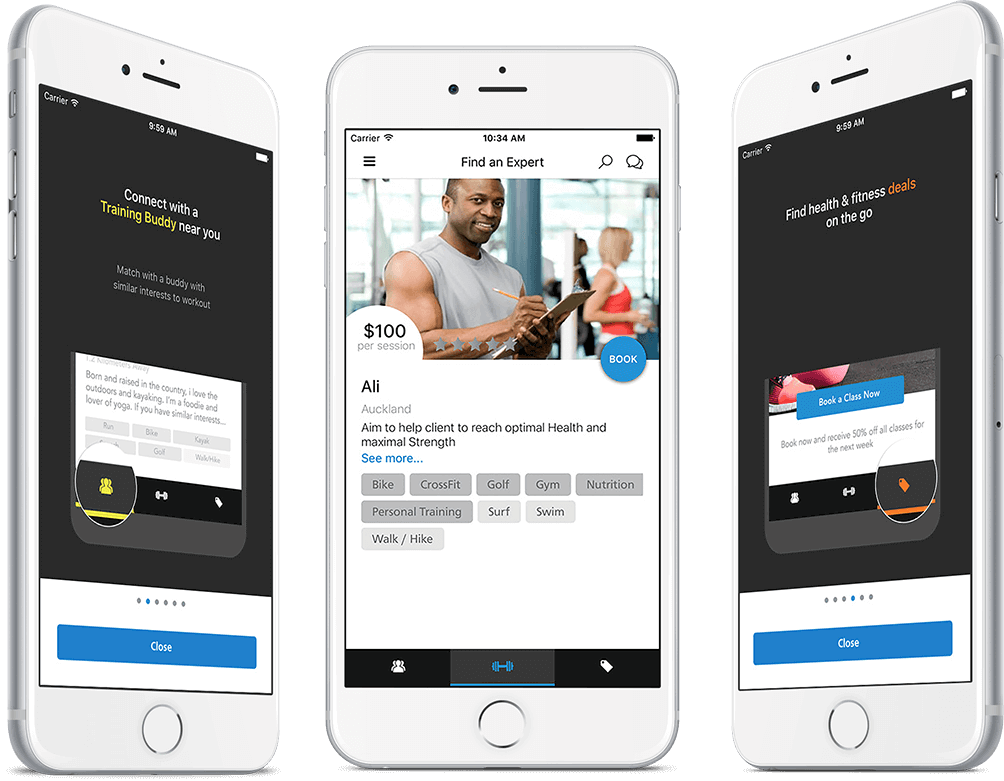 Carrier
9:59 AM
Connect with a
Training Buddy near you
Match with a buddy with
similar interests to workout
1.2 Kilometers Away
Born and raised in the country, i love the
outdoors and kayaking. I'm a foodie and
lover of yoga. If you have similar interests...
Run Bike Kayak
Golf Walk/Hike
Close
Carrier 10:34 AM
Find an Expert
$100
per session
BOOK
Ali
Auckland
Aim to help client to reach optimal Health and
maximal Strength
See more...
Bike CrossFit Golf Gym Nutrition
Personal Training Surf Swim
Walk / Hike
Carrier
9:59 AM
Find health & fitness deals
on the go
Book a Class Now
Book now and receive 50% off all classes for
the next week
Close